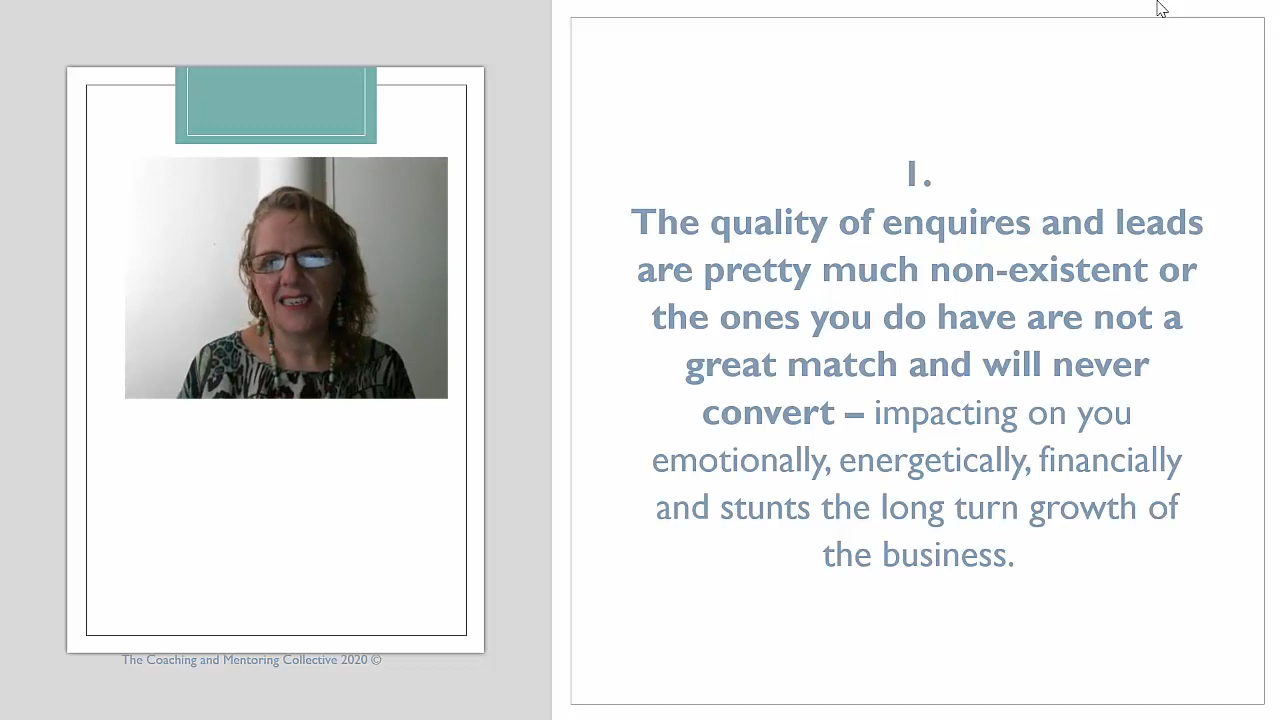 1.
The quality of enquires and leads
are pretty much non-existent or
the ones you do have are not a
great match and will never
convert – impacting on you
emotionally, energetically, financially
and stunts the long turn growth of
the business.
The Coaching and Mentoring Collective 2020 ©